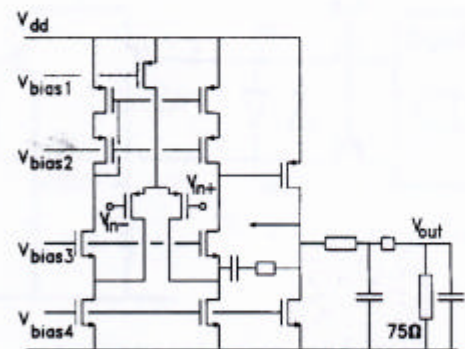 Vdd
Vbias1
Vbias2
Vin-
Vin+
Vbias3
Vout
Vbias4
75Ω